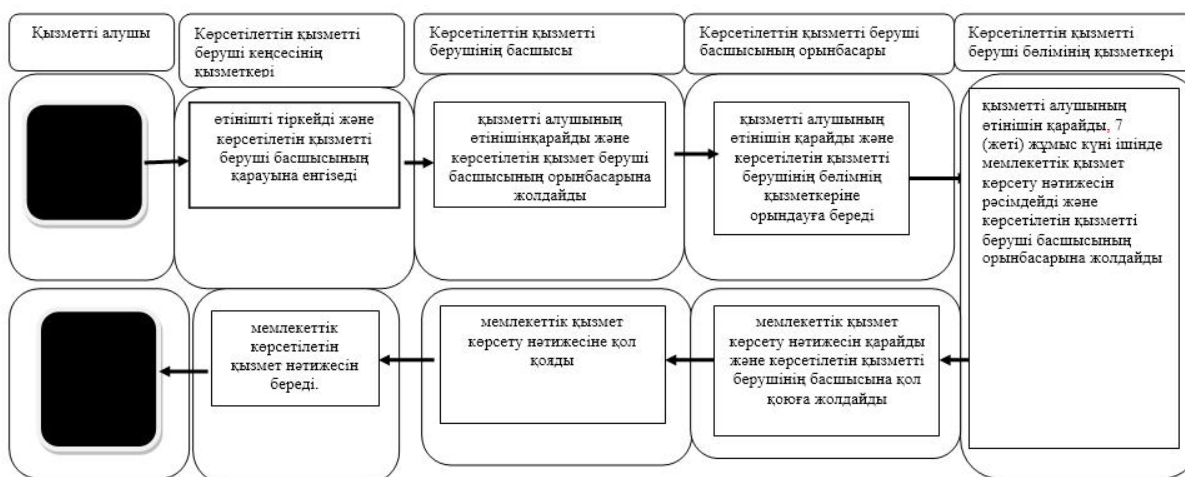 Қызметті алушы
Көрсетілеттін қызметті
беруші кеңсесінің
қызметкері
Көрсетілеттін қызметті
берушінің басшысы
Көрсетілеттін қызметті беруші
басшысының орынбасары
Көрсетілеттін қызметті
беруші бөлімінің қызметкері
өтінішті тіркейді және
көрсетілетін қызметті
беруші басшысының
қарауына енгізеді
қызметті алушының
өтінішінқарайды және
көрсетілетін қызмет беруші
басшысының орынбасарына
жолдайды
қызметті алушының
өтінішін қарайды және
көрсетілетін қызметті
берушінің бөлімнің
қызметкеріне
орындауға береді
қызметті алушының
өтінішін қарайды, 7
(жеті) жұмыс күні ішінде
мемлекеттік қызмет
көрсету нәтижесін
рәсімдейді және
көрсетілетін қызметті
беруші басшысының
орынбасарына жолдайды
мемлекеттік
көрсетілетін
қызмет нәтижесін
береді.
мемлекеттік қызмет
көрсету нәтижесіне қол
қояды
мемлекеттік қызмет
көрсету нәтижесін қарайды
және көрсетілетін қызметті
берушінің басшысына қол
қоюға жолдайды